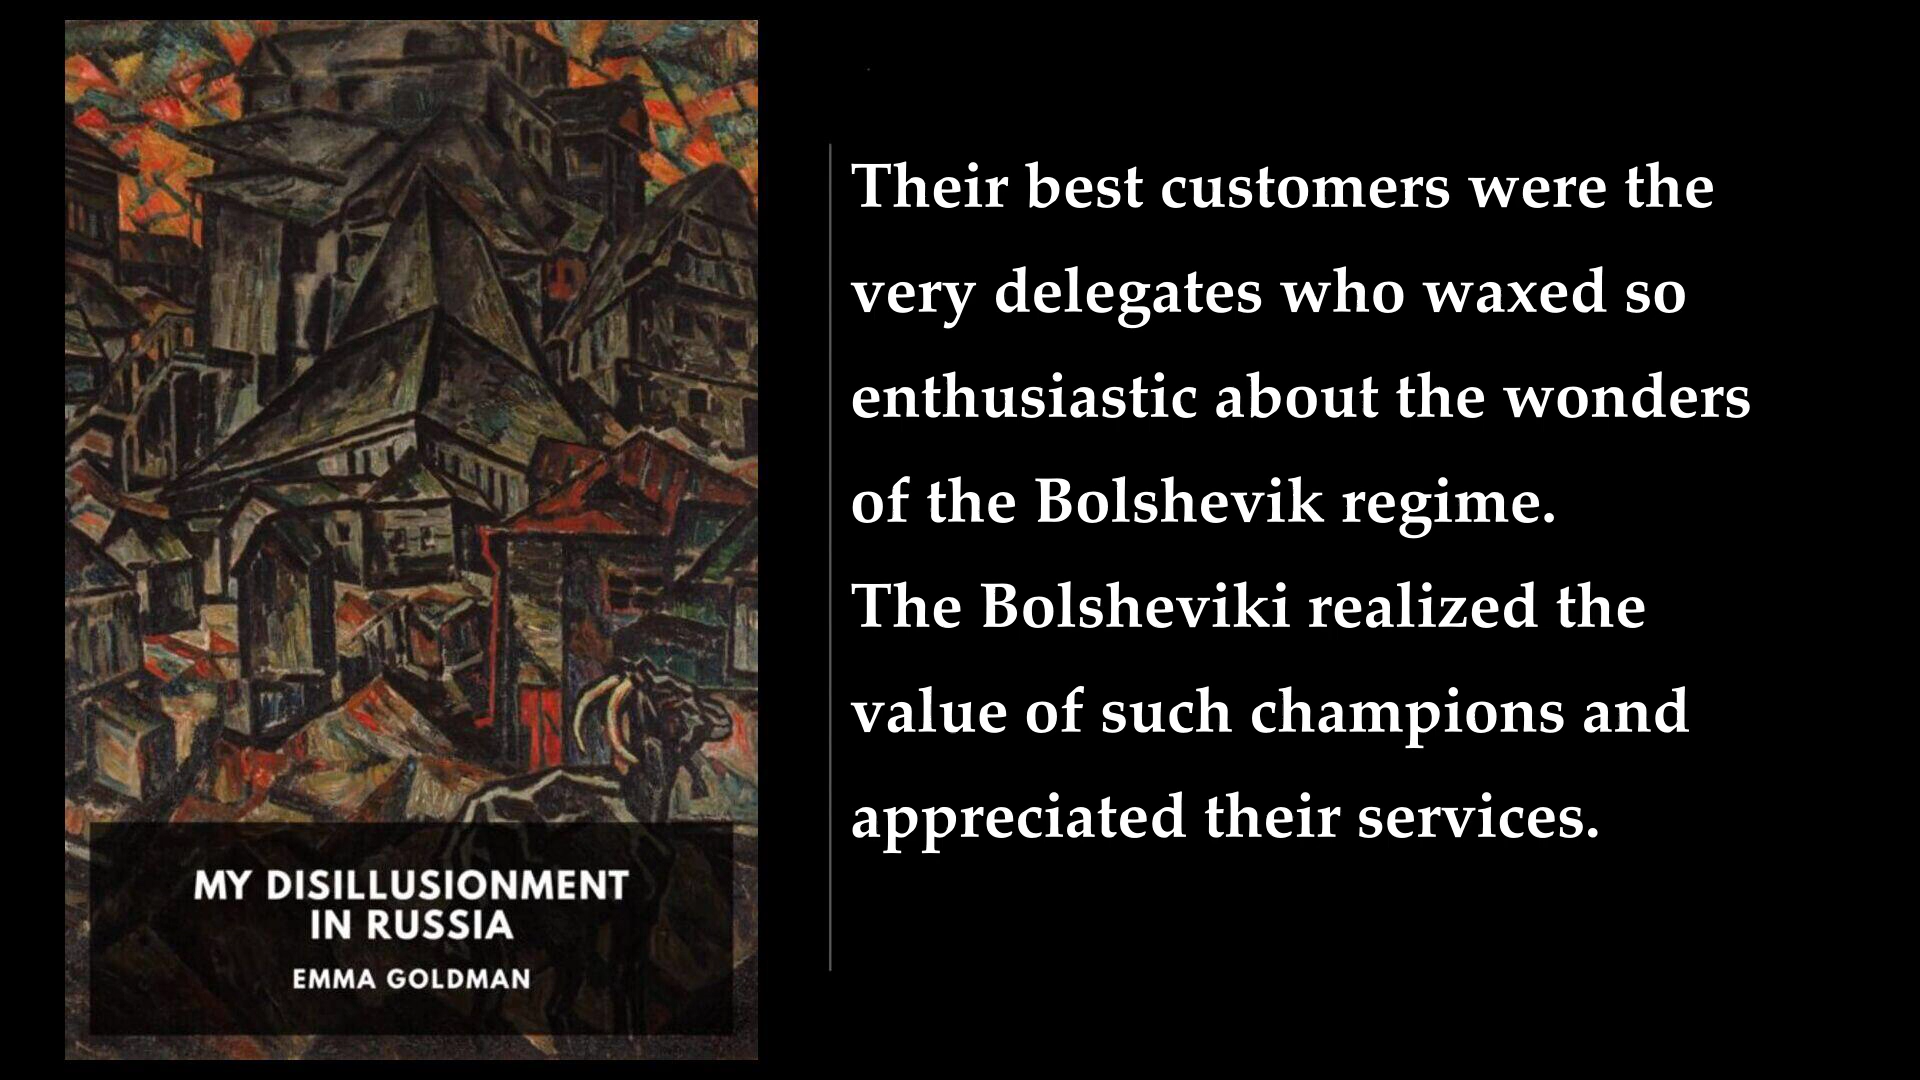 Their best customers were the
very delegates who waxed so
enthusiastic about the wonders
of the Bolshevik regime.
The Bolsheviki realized the
value of such champions and
appreciated their services.
MY DISILLUSIONMENT
IN RUSSIA
EMMA GOLDMAN